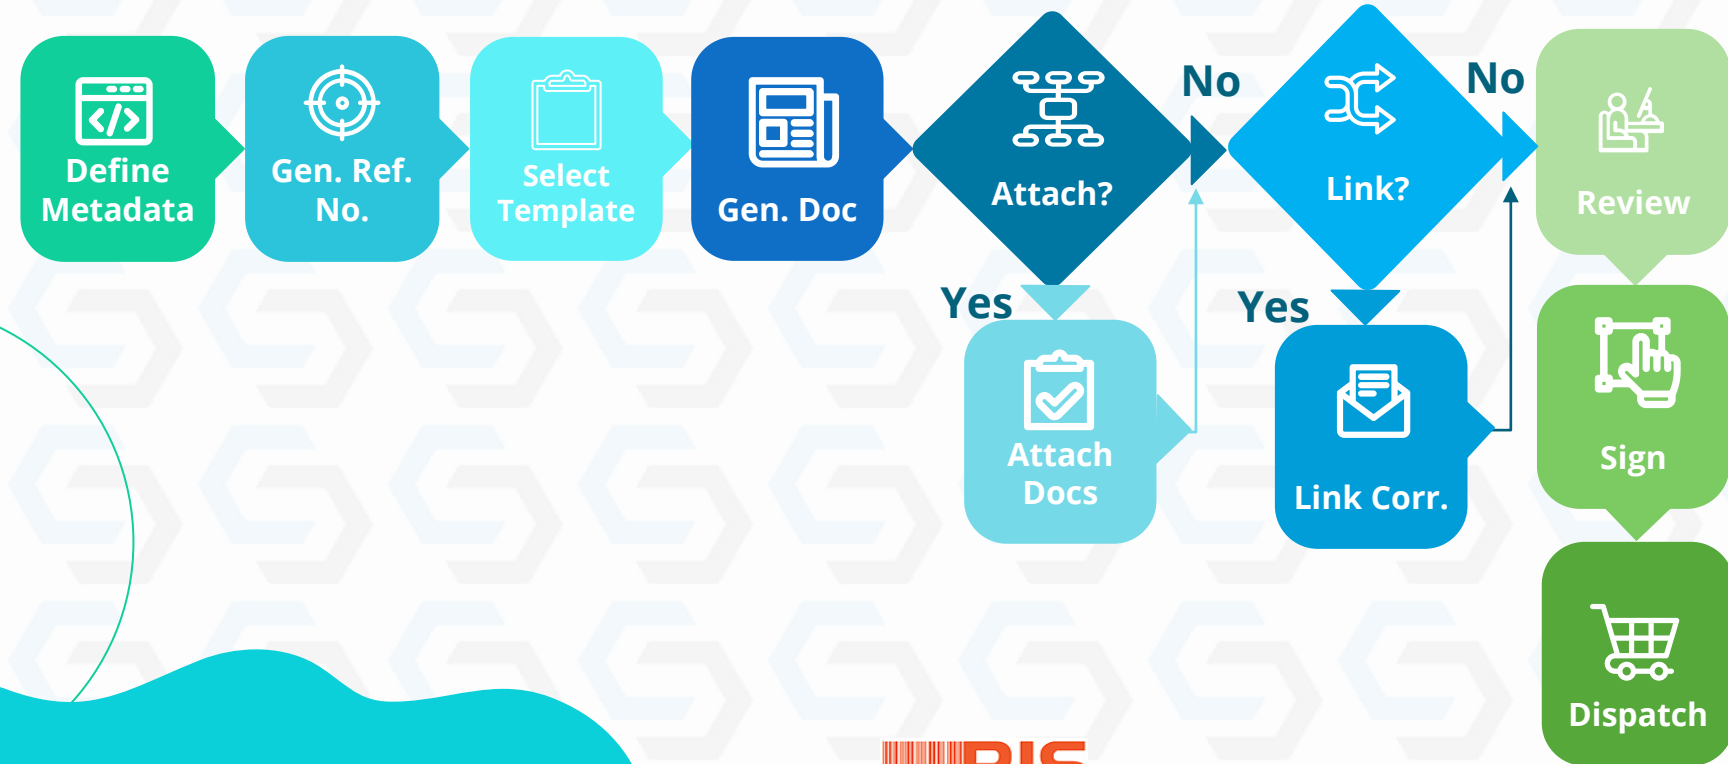 Define
Metadata
Gen. Ref.
No.
Select
Template
Gen. Doc
Attach?
No
Link?
No
Review
Yes
Attach
Docs
Yes
Link Corr.
Sign
Dispatch